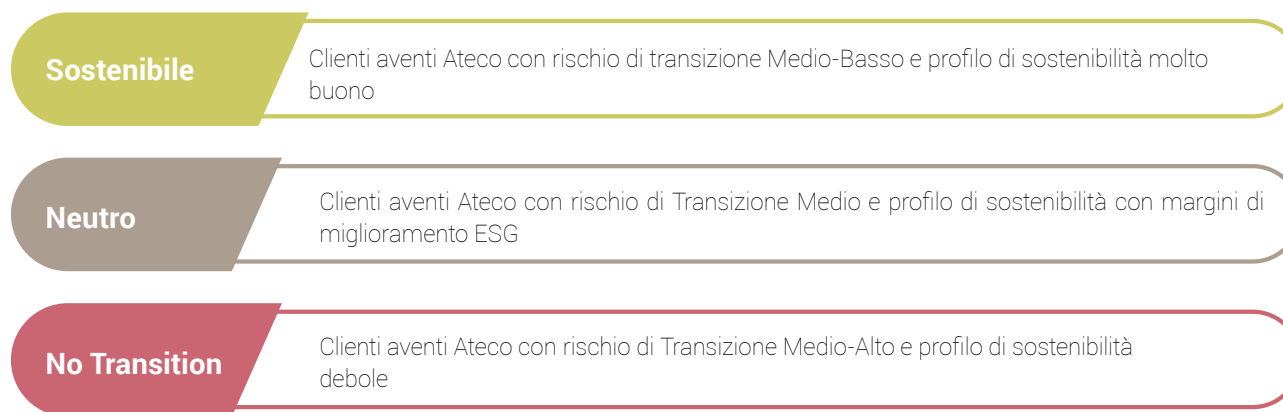 Sostenibile
Clienti aventi Ateco con rischio di transizione Medio-Basso e profilo di sostenibilità molto
buono
Neutro
Clienti aventi Ateco con rischio di Transizione Medio e profilo di sostenibilità con margini di
miglioramento ESG
No Transition
Clienti aventi Ateco con rischio di Transizione Medio-Alto e profilo di sostenibilità
debole